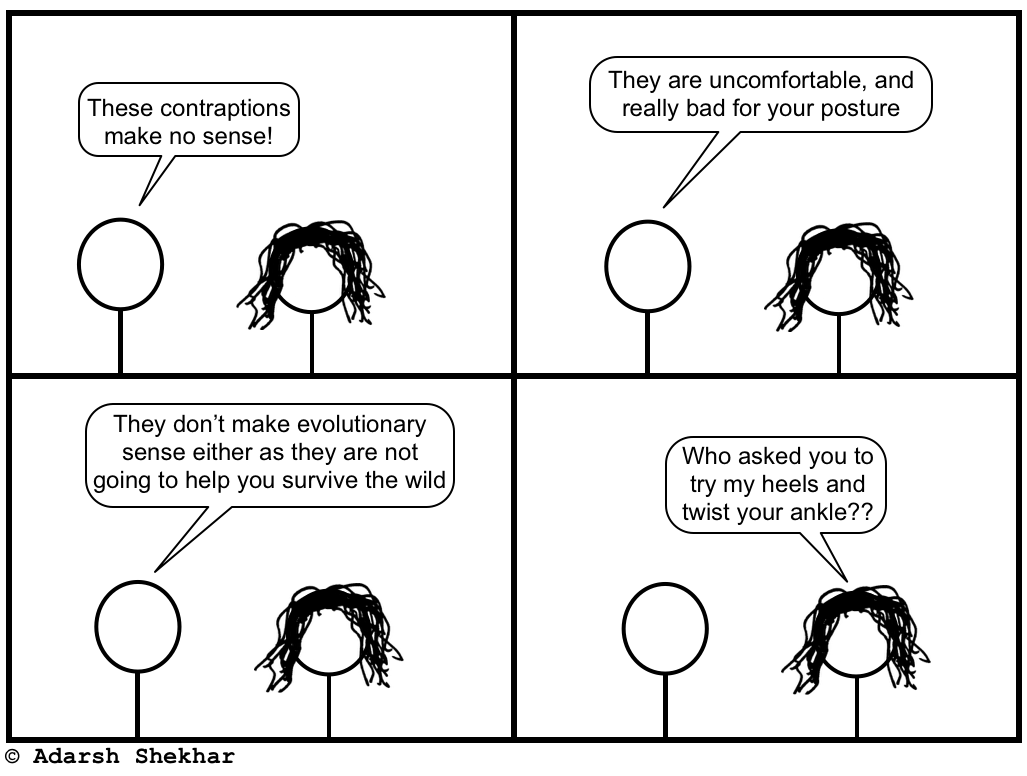 These contraptions
make no sense!
They are uncomfortable, and
really bad for your posture
They don’t make evolutionary
sense either as they are not
going to help you survive the wild
Who asked you to
try my heels and
twist your ankle??
© Adarsh Shekhar